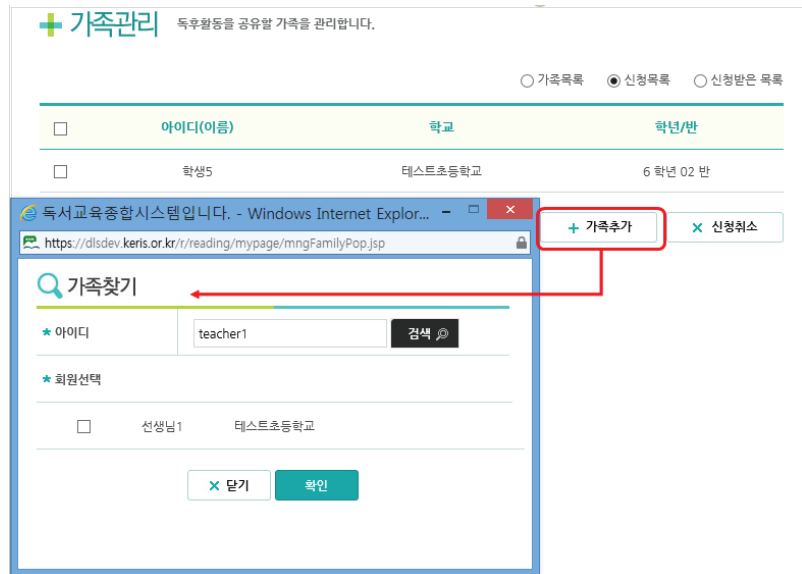 가족관리 독후활동을 공유할 가족을 관리합니다.
가족목록 신청목록 신청받은 목록
아이디(이름) 학교 학년/반
학생5 테스트초등학교 6 학년 02 반
+ 가족추가 × 신청취소
독서교육종합시스템입니다. - Windows Internet Explor...
https://dlsdev.keris.or.kr/r/reading/mypage/mngFamilyPop.jsp
가족찾기
* 아이디 teacher1 검색
* 회원선택
선생님1 테스트초등학교
× 닫기 확인